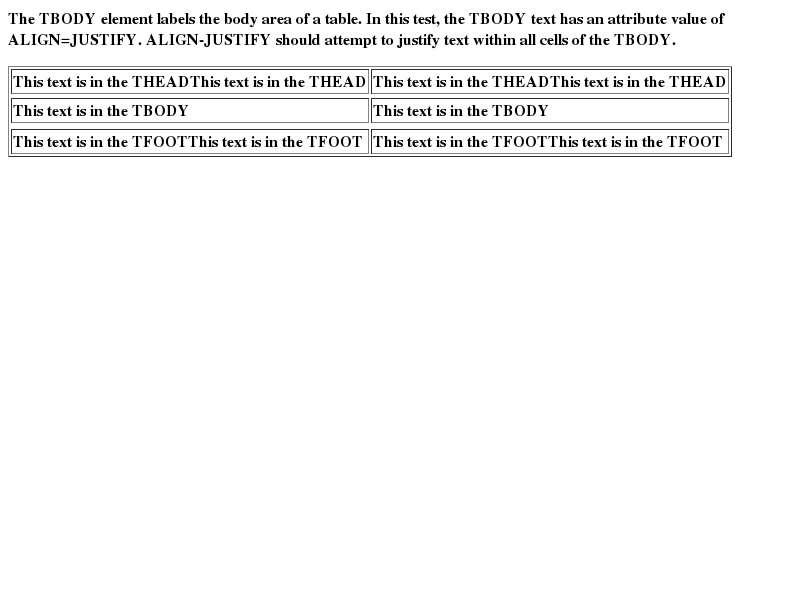 The TBODY element labels the body area of a table. In this test, the TBODY text has an attribute value of
ALIGN=JUSTIFY. ALIGN-JUSTIFY should attempt to justify text within all cells of the TBODY.
This text is in the THEADThis text is in the THEAD This text is in the THEADThis text is in the THEAD
This text is in the TBODY This text is in the TBODY
This text is in the TFOOTThis text is in the TFOOT This text is in the TFOOTThis text is in the TFOOT